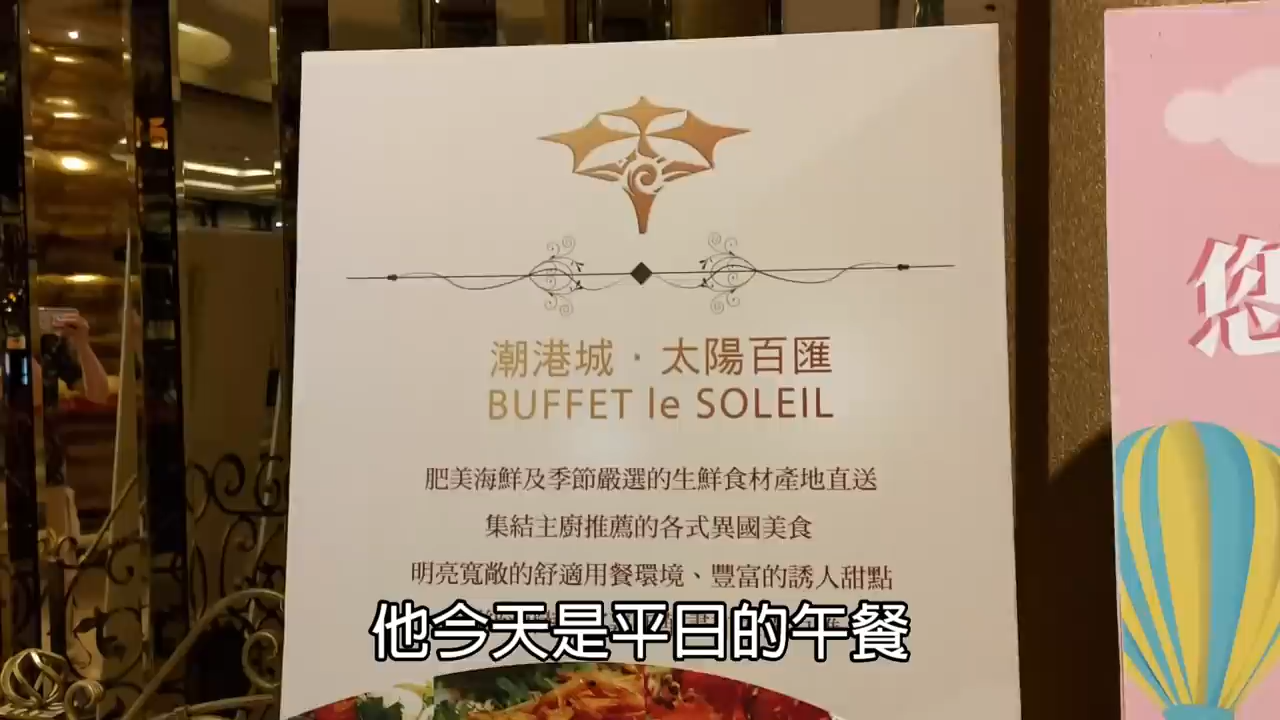 潮港城・太陽百匯
BUFFET le SOLEIL
肥美海鮮及季節嚴選的生鮮食材產地直送
集結主廚推薦的各式異國美食
明亮寬敞的舒適用餐環境、豐富的誘人甜點
他今天是平日的午餐
您